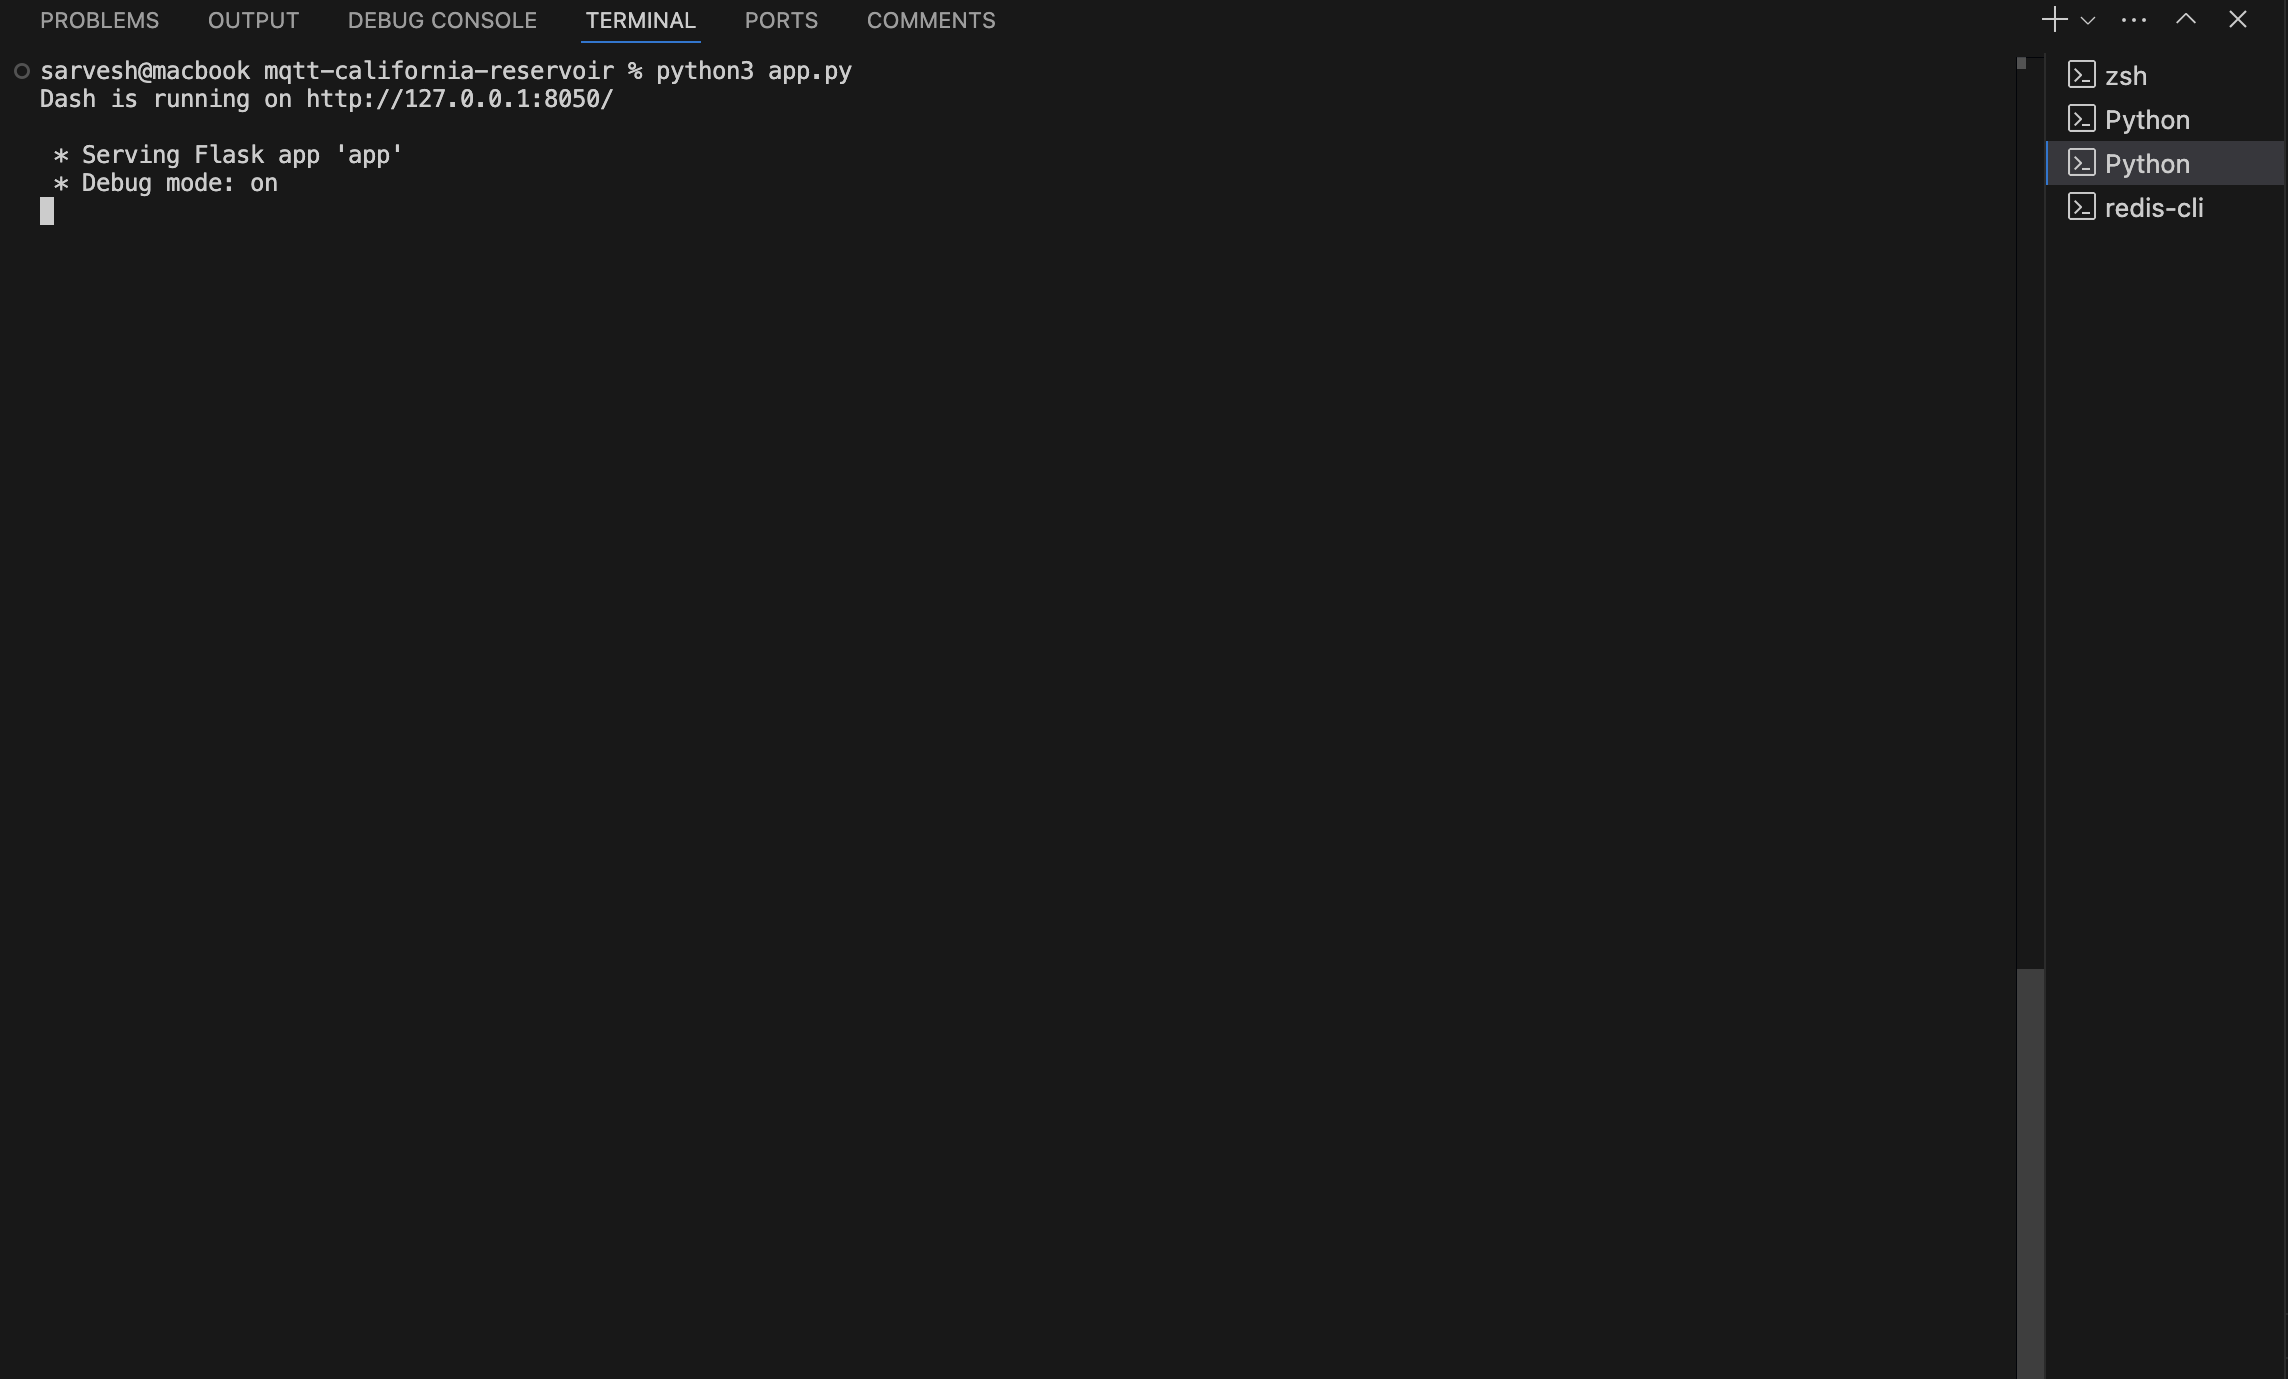 PROBLEMS OUTPUT DEBUG CONSOLE TERMINAL PORTS COMMENTS
sarvesh@macbook mqtt-california-reservoir % python3 app.py
Dash is running on http://127.0.0.1:8050/
* Serving Flask app 'app'
* Debug mode: on
zsh
Python
Python
redis-cli